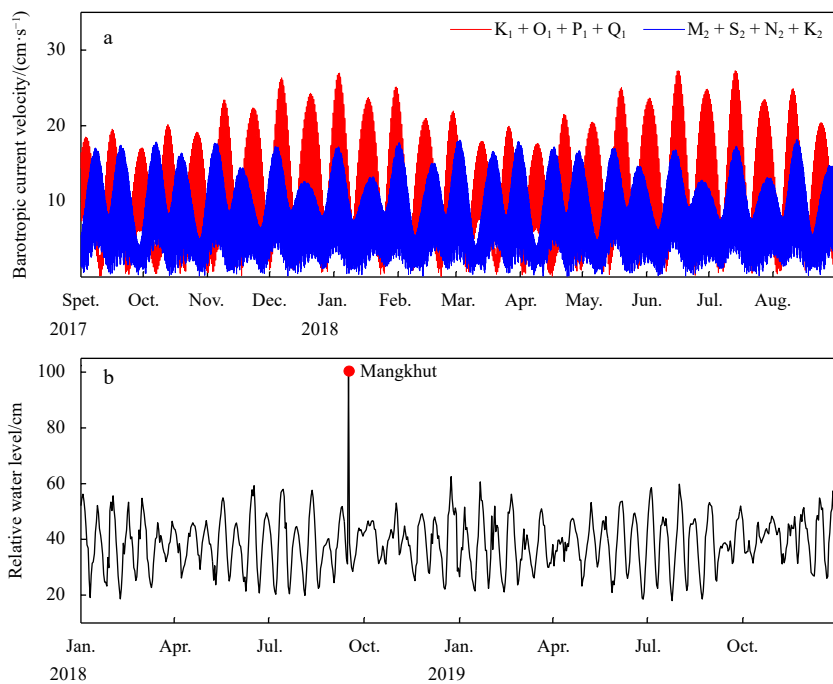 a
K₁ + O₁ + P₁ + Q₁
M₂ + S₂ + N₂ + K₂
Barotropic current velocity/(cm·s⁻¹)
30
20
10
Spet. Oct. Nov. Dec. Jan. Feb. Mar. Apr. May. Jun. Jul. Aug.
2017 2018
b
Mangkhut
Relative water level/cm
100
80
60
40
20
Jan. Apr. Jul. Oct. Jan. Apr. Jul. Oct.
2018 2019